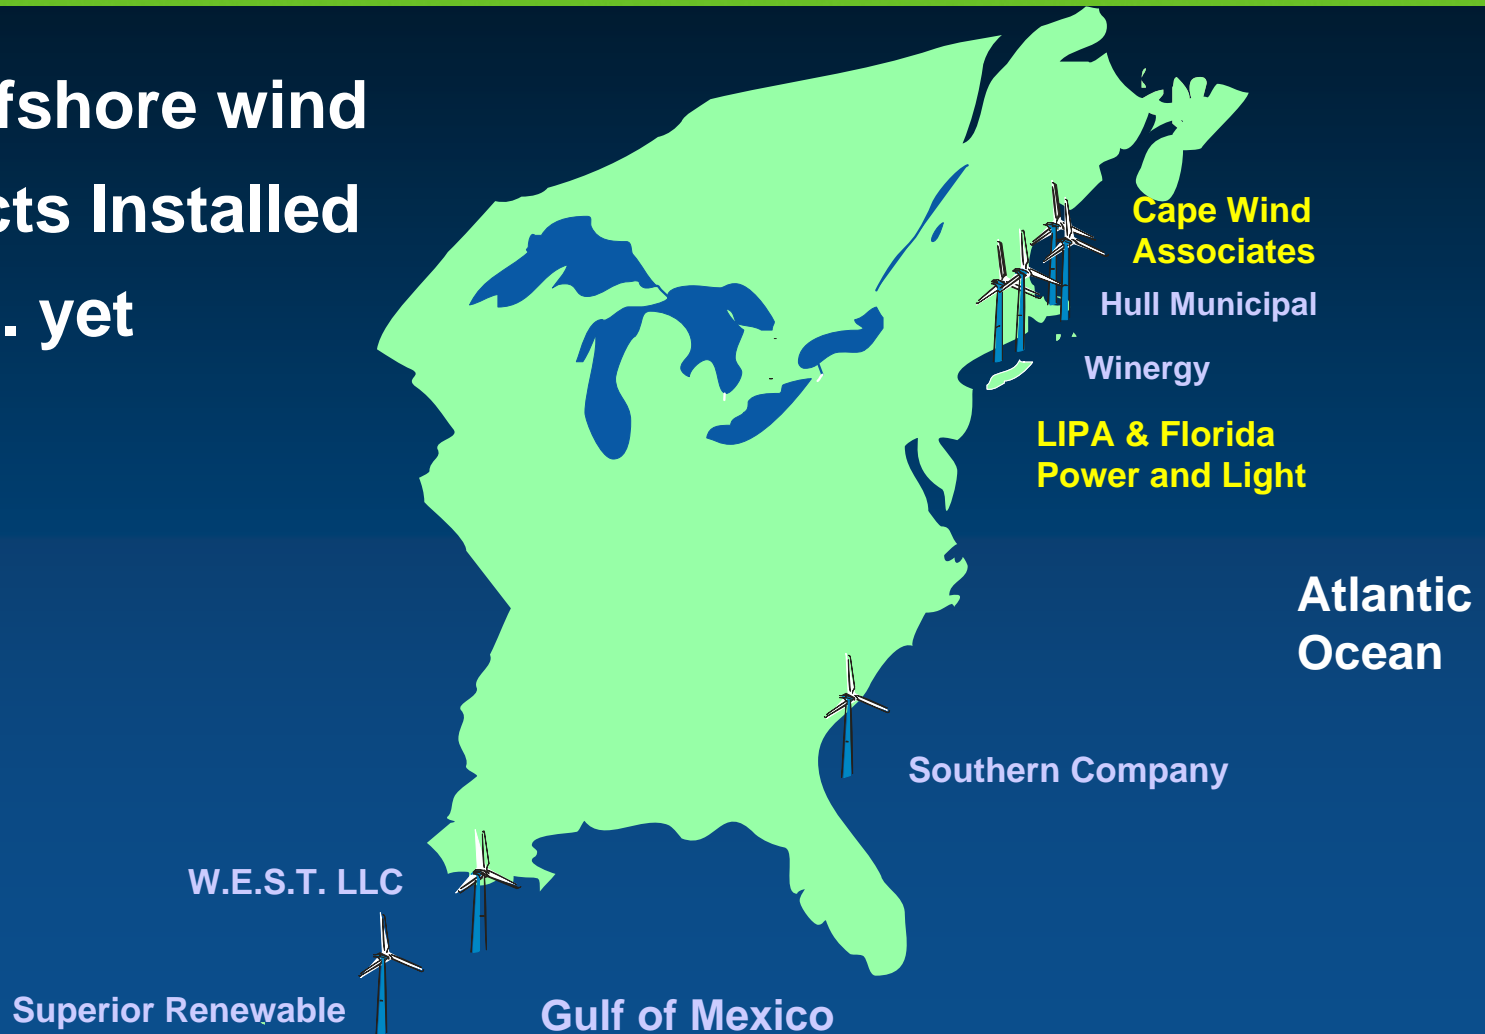 fshore wind
cts Installed
. yet
Cape Wind
Associates
Hull Municipal
Winergy
LIPA & Florida
Power and Light
Atlantic
Ocean
Southern Company
W.E.S.T. LLC
Superior Renewable
Gulf of Mexico